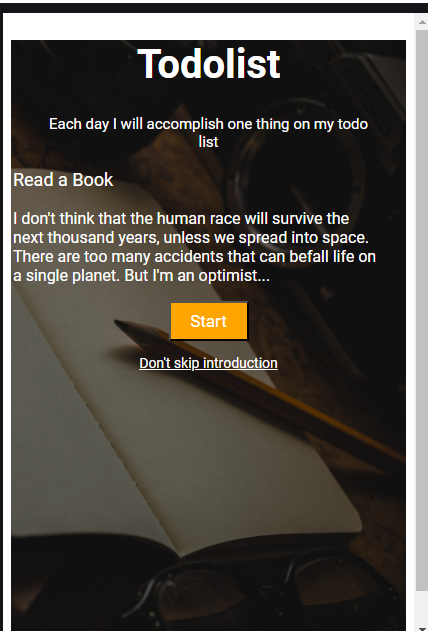 Todolist
Each day I will accomplish one thing on my todo
list
Read a Book
I don't think that the human race will survive the
next thousand years, unless we spread into space.
There are too many accidents that can befall life on
a single planet. But I'm an optimist...
Start
Don't skip introduction